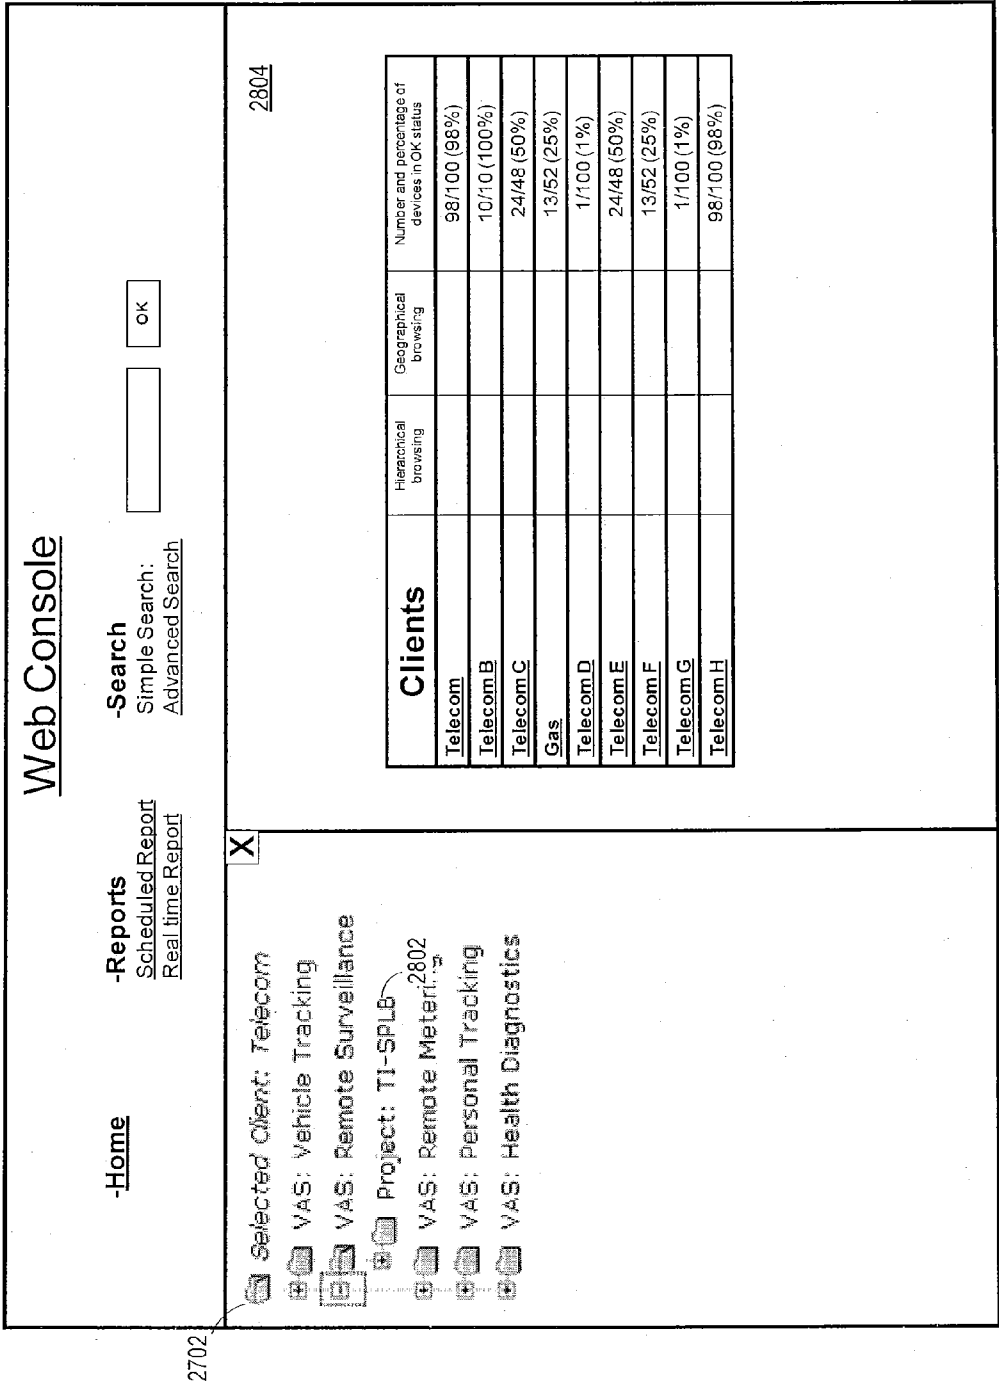 Web Console
-Home
-Reports
Scheduled Report
Real time Report
-Search
Simple Search:
OK
Advanced Search
2702
Selected Client: Telecom
VAS: Vehicle Tracking
VAS: Remote Surveillance
Project: TI-SPLB
2802
VAS: Remote Metering
VAS: Personal Tracking
VAS: Health Diagnostics
X
2804
Clients
Hierarchical browsing
Geographical browsing
Number and percentage of devices in OK status
Telecom 98/100 (98%)
Telecom B 10/10 (100%)
Telecom C 24/48 (50%)
Gas 13/52 (25%)
Telecom D 1/100 (1%)
Telecom E 24/48 (50%)
Telecom F 13/52 (25%)
Telecom G 1/100 (1%)
Telecom H 98/100 (98%)